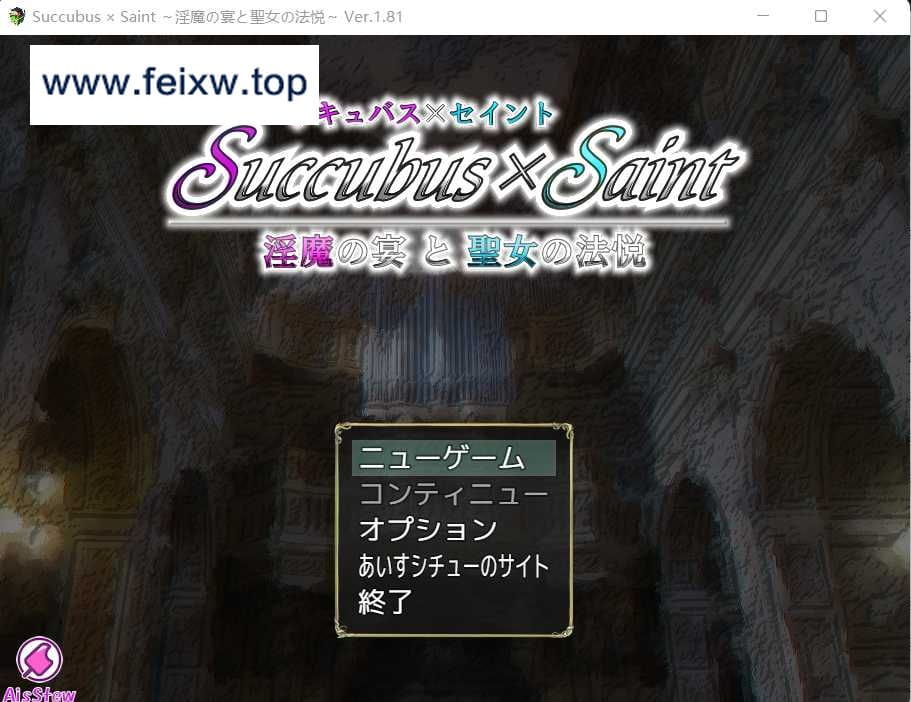 Succubus × Saint ～淫魔の宴と聖女の法悦～ Ver.1.81
www.feixw.top
キュバス×セイント
Succubus×Saint
淫魔の宴と聖女の法悦
ニューゲーム
コンティニュー
オプション
あいすシチューのサイト
終了
AisStew